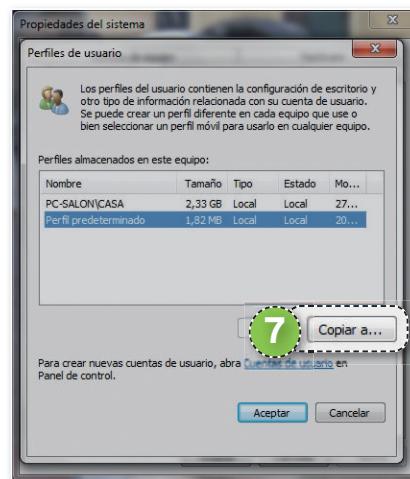 Propiedades del sistema
Perfiles de usuario
Los perfiles del usuario contienen la configuración de escritorio y
otro tipo de información relacionada con su cuenta de usuario.
Se puede crear un perfil diferente en cada equipo que use o
bien seleccionar un perfil móvil para usarlo en cualquier equipo.
Perfiles almacenados en este equipo:
Nombre Tamaño Tipo Estado Mo...
PC-SALON\CASA 2,33 GB Local Local 27...
Perfil predeterminado 1,82 MB Local Local 20...
7 Copiar a...
Para crear nuevas cuentas de usuario, abra Cuentas de usuario en
Panel de control.
Aceptar Cancelar